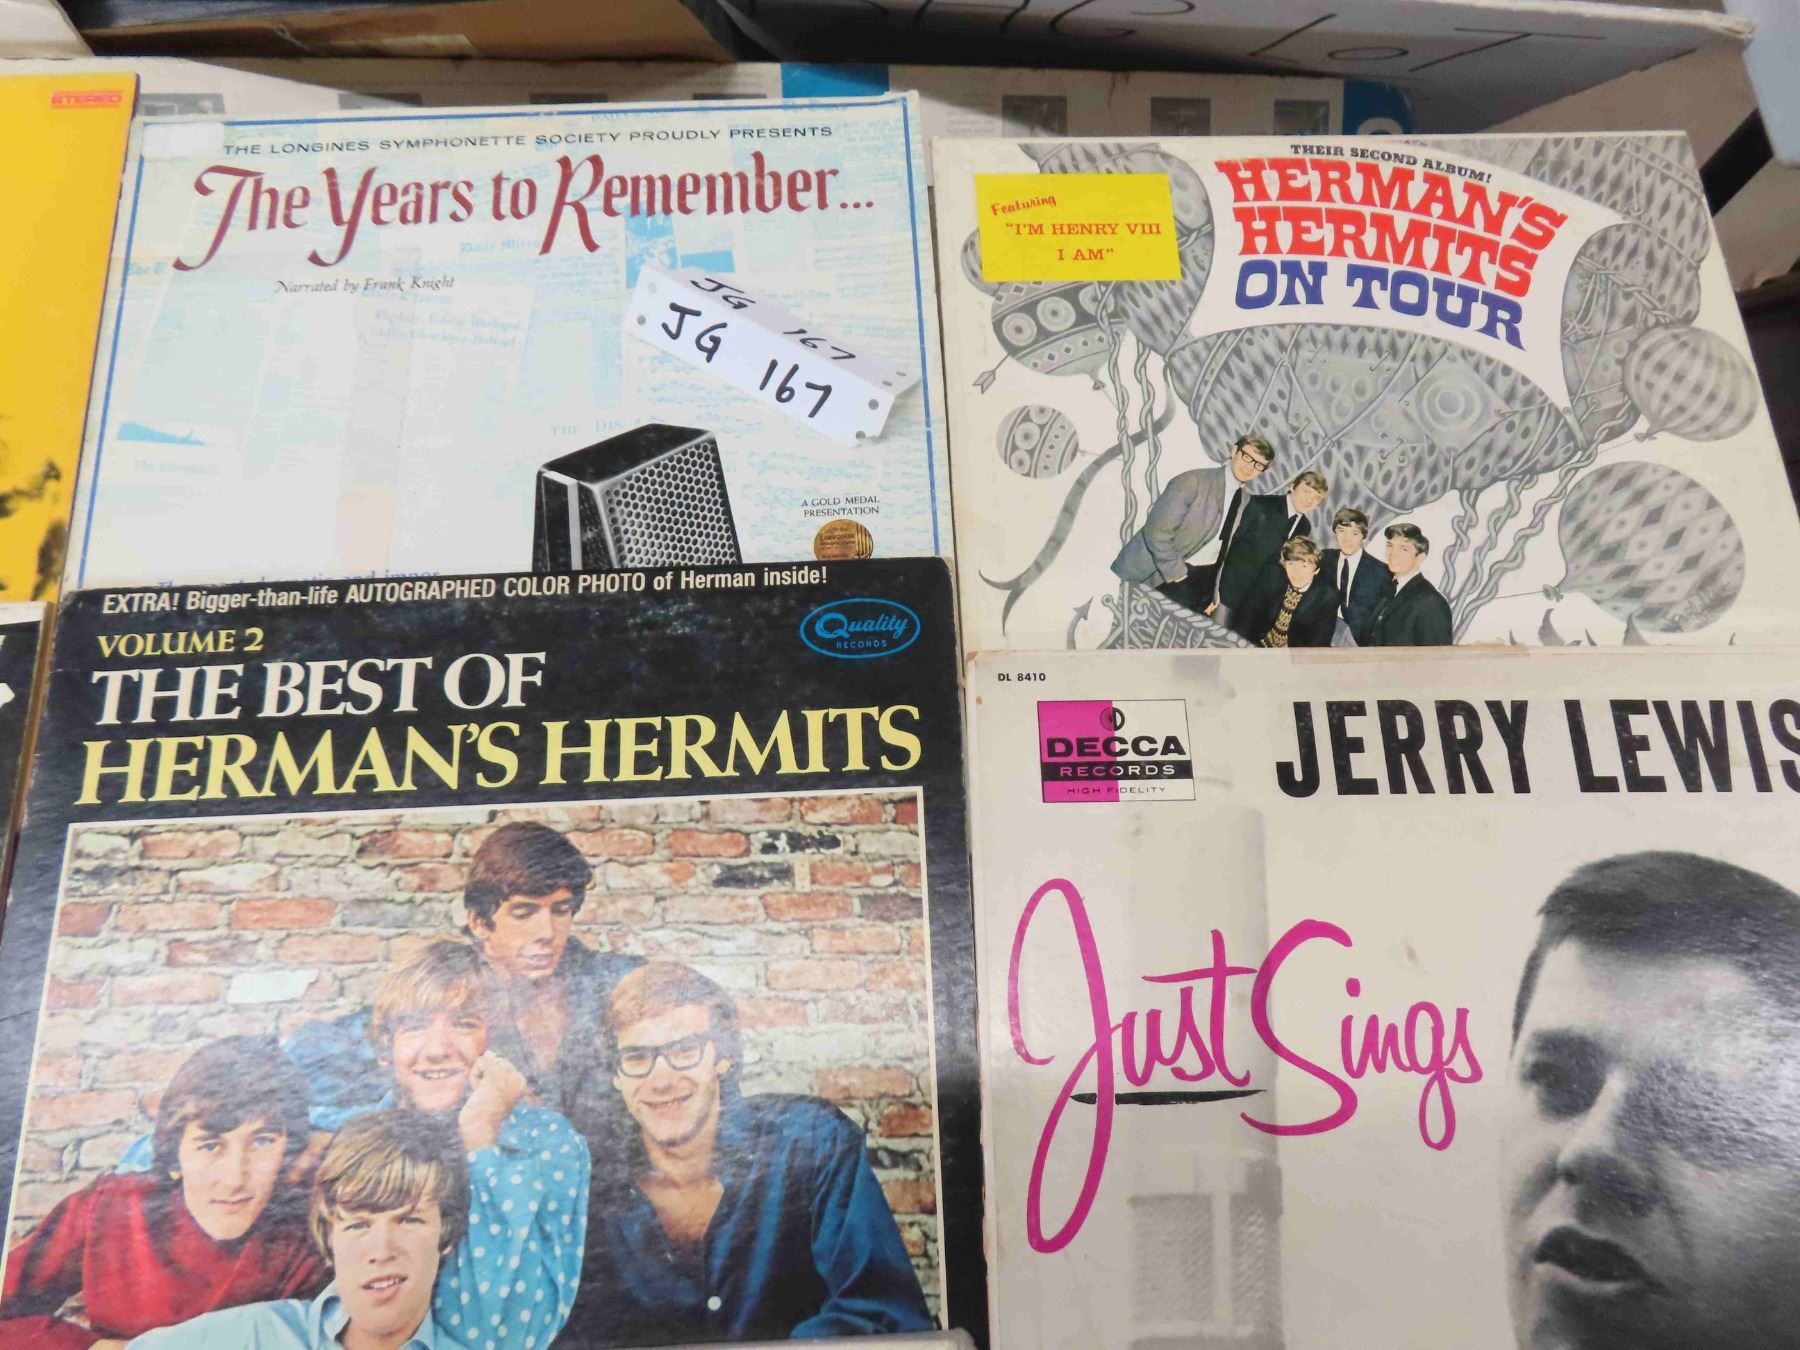 STEREO
THE LONGINES SYMPHONETTE SOCIETY PROUDLY PRESENTS
The Years to Remember...
Narrated by Frank Knight
JG 167
JG 167
A GOLD MEDAL
PRESENTATION
THEIR SECOND ALBUM!
HERMAN'S
HERMITS
ON TOUR
Featuring
"I'M HENRY VIII
I AM"
EXTRA! Bigger-than-life AUTOGRAPHED COLOR PHOTO of Herman inside!
VOLUME 2
THE BEST OF
HERMAN'S HERMITS
Quality
RECORDS
DL 8410
DECCA
RECORDS
HIGH FIDELITY
JERRY LEWIS
Just Sings